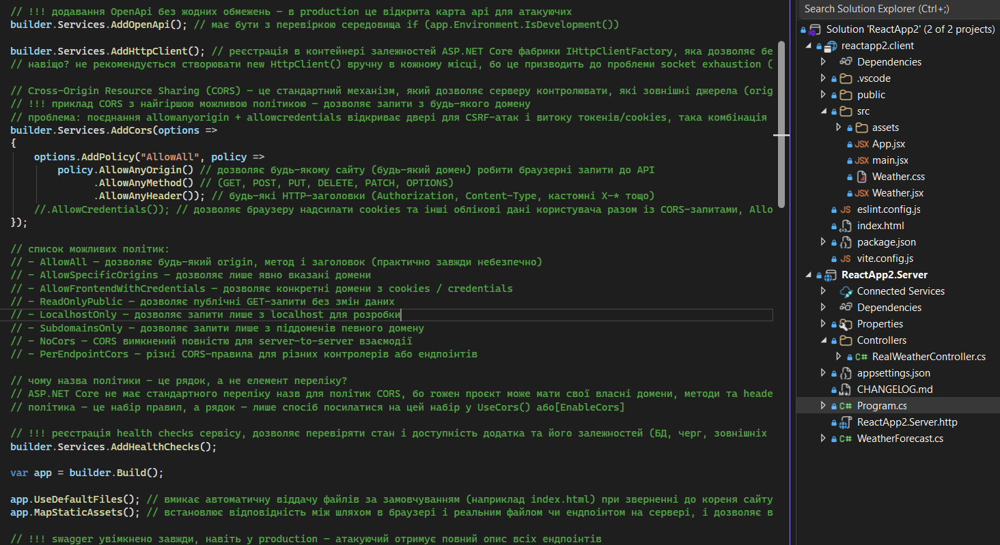 // !!! додавання OpenApi без жодних обмежень — в production це відкрита карта api для атакуючих
builder.Services.AddOpenApi(); // має бути з перевіркою середовища if (app.Environment.IsDevelopment())
builder.Services.AddHttpClient(); // реєстрація в контейнері залежностей ASP.NET Core фабрики IHttpClientFactory, яка дозволяє бе
// навіщо? не рекомендується створювати new HttpClient() вручну в кожному місці, бо це призводить до проблеми socket exhaustion (
// Cross-Origin Resource Sharing (CORS) — це стандартний механізм, який дозволяє серверу контролювати, які зовнішні джерела (orig
// !!! приклад CORS з найгіршою можливою політикою — дозволяє запити з будь-якого домену
// проблема: поєднання allowanyorigin + allowcredentials відкриває двері для CSRF-атак і витоку токенів/cookies, така комбінація
builder.Services.AddCors(options =>
{
options.AddPolicy("AllowAll", policy =>
policy.AllowAnyOrigin() // дозволяє будь-якому сайту (будь-який домен) робити браузерні запити до API
.AllowAnyMethod() // (GET, POST, PUT, DELETE, PATCH, OPTIONS)
.AllowAnyHeader()); // будь-які HTTP-заголовки (Authorization, Content-Type, кастомні X-* тощо)
//.AllowCredentials()); // дозволяє браузеру надсилати cookies та інші облікові дані користувача разом із CORS-запитами, Allo
});
// список можливих політик:
// - AllowAll — дозволяє будь-який origin, метод і заголовок (практично завжди небезпечно)
// - AllowSpecificOrigins — дозволяє лише явно вказані домени
// - AllowFrontendWithCredentials — дозволяє конкретні домени з cookies / credentials
// - ReadOnlyPublic — дозволяє публічні GET-запити без змін даних
// - LocalhostOnly — дозволяє запити лише з localhost для розробки
// - SubdomainsOnly — дозволяє запити лише з піддоменів певного домену
// - NoCors — CORS вимкнений повністю для server-to-server взаємодії
// - PerEndpointCors — різні CORS-правила для різних контролерів або ендпоінтів
// чому назва політики — це рядок, а не елемент переліку?
// ASP.NET Core не має стандартного переліку назв для політик CORS, бо rожен проєкт може мати свої власні домени, методи та heade
// політика — це набір правил, а рядок — лише спосіб посилатися на цей набір у UseCors() або[EnableCors]
// !!! реєстрація health checks сервісу, дозволяє перевіряти стан і доступність додатка та його залежностей (БД, черг, зовнішніх
builder.Services.AddHealthChecks();
var app = builder.Build();
app.UseDefaultFiles(); // вмикає автоматичну віддачу файлів за замовчуванням (наприклад index.html) при зверненні до кореня сайту
app.MapStaticAssets(); // встановлює відповідність між шляхом в браузері і реальним файлом чи ендпоінтом на сервері, і дозволяє в
// !!! swagger увімкнено завжди, навіть у production — атакуючий отримує повний опис всіх ендпоінтів
Search Solution Explorer (Ctrl+;)
Solution 'ReactApp2' (2 of 2 projects)
reactapp2.client
Dependencies
.vscode
public
src
assets
JSX App.jsx
JSX main.jsx
Weather.css
JSX Weather.jsx
JS eslint.config.js
index.html
package.json
JS vite.config.js
ReactApp2.Server
Connected Services
Dependencies
Properties
Controllers
C# RealWeatherController.cs
appsettings.json
CHANGELOG.md
C# Program.cs
ReactApp2.Server.http
C# WeatherForecast.cs